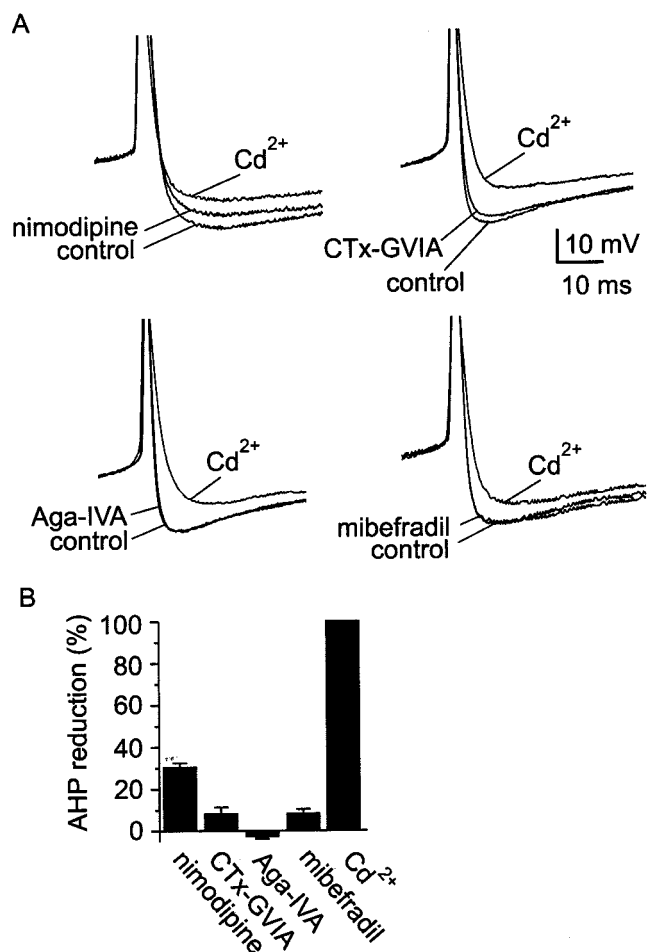 A
Cd2+
nimodipine
control
Cd2+
CTx-GVIA
control
10 mV
10 ms
Cd2+
Aga-IVA
control
Cd2+
mibefradil
control
B
AHP reduction (%)
100
80
60
40
20
0
nimodipine
CTx-GVIA
Aga-IVA
mibefradil
Cd2+